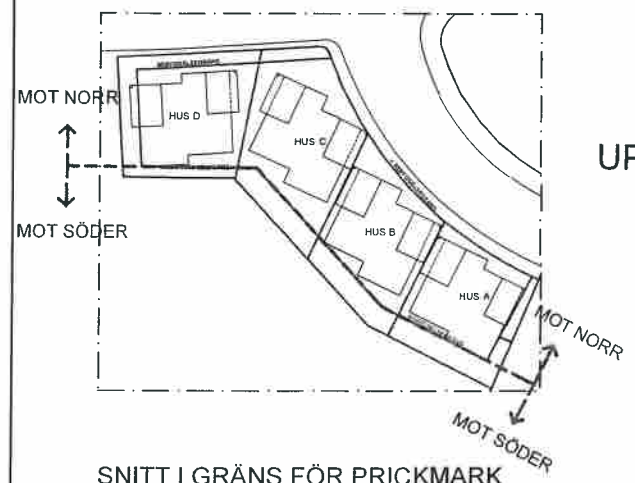 MOT NORR
HUS D
MOT SÖDER
HUS C
UP
HUS B
HUS A
MOT NORR
MOT SÖDER
SNITT I GRÄNS FÖR PRICKMARK